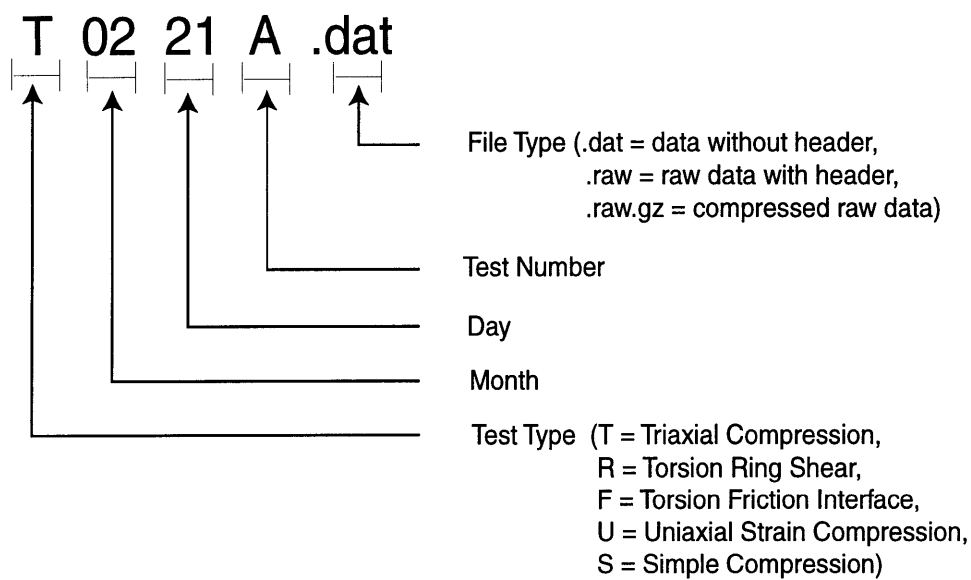 T 02 21 A .dat
File Type (.dat = data without header,
.raw = raw data with header,
.raw.gz = compressed raw data)
Test Number
Day
Month
Test Type (T = Triaxial Compression,
R = Torsion Ring Shear,
F = Torsion Friction Interface,
U = Uniaxial Strain Compression,
S = Simple Compression)